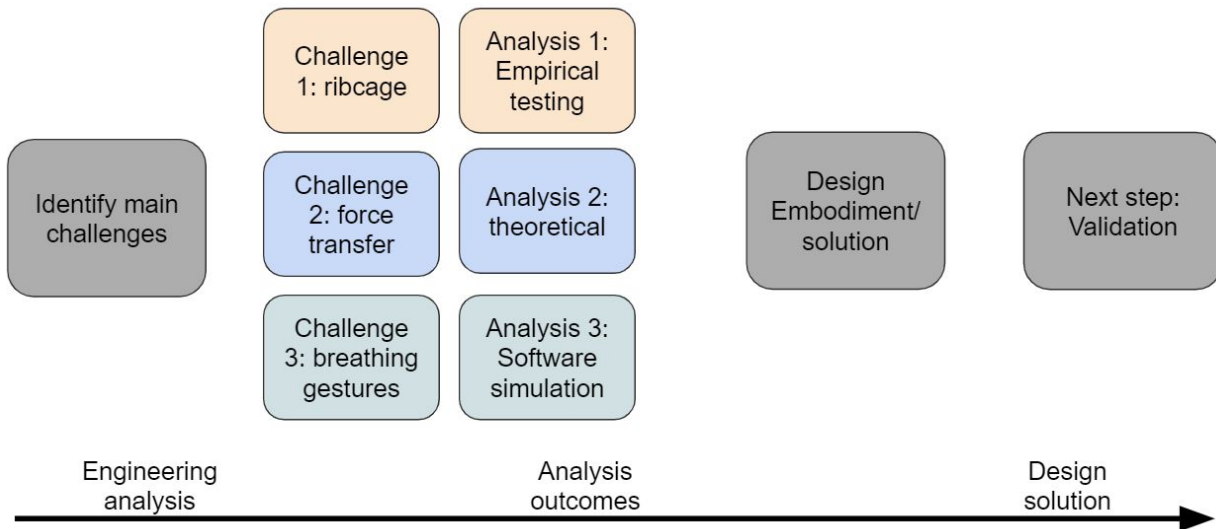 Identify main
challenges
Challenge
1: ribcage
Analysis 1:
Empirical
testing
Challenge
2: force
transfer
Analysis 2:
theoretical
Challenge
3: breathing
gestures
Analysis 3:
Software
simulation
Design
Embodiment/
solution
Next step:
Validation
Engineering
analysis
Analysis
outcomes
Design
solution